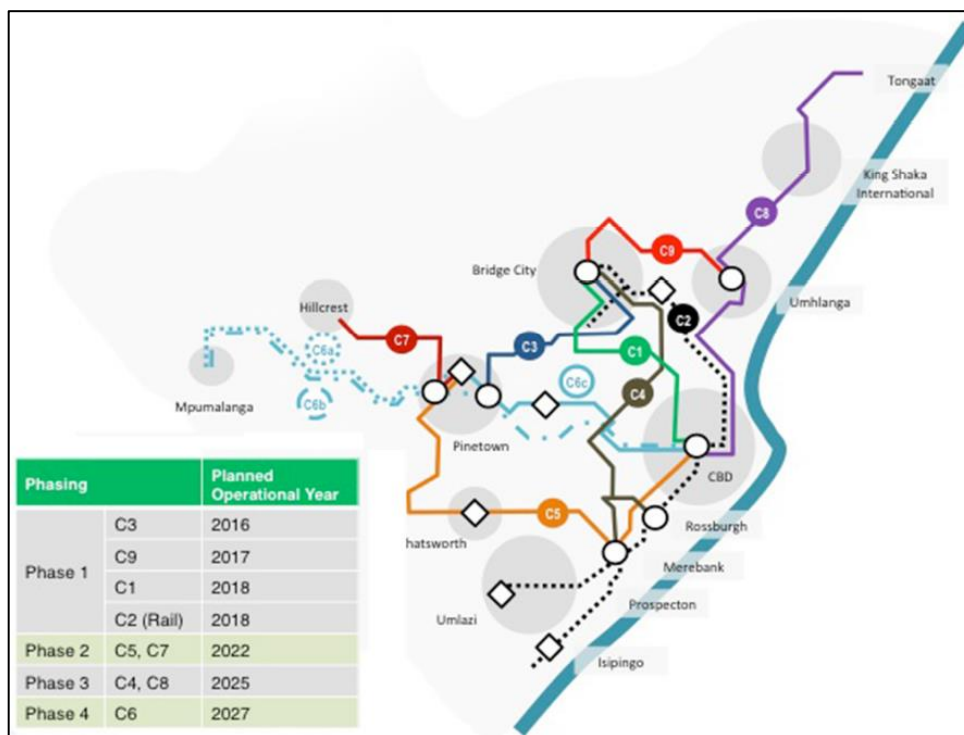 Tongaat
King Shaka
International
C8
Bridge City
C9
Umhlanga
Hillcrest
C2
C6a
C7
C3
C1
C6c
C4
Mpumalanga
C6b
Pinetown
CBD
C5
hatsworth
Rossburgh
Merebank
Umlazi
Prospecton
Isipingo
Phasing Planned
Operational Year
Phase 1
C3 2016
C9 2017
C1 2018
C2 (Rail) 2018
Phase 2 C5, C7 2022
Phase 3 C4, C8 2025
Phase 4 C6 2027